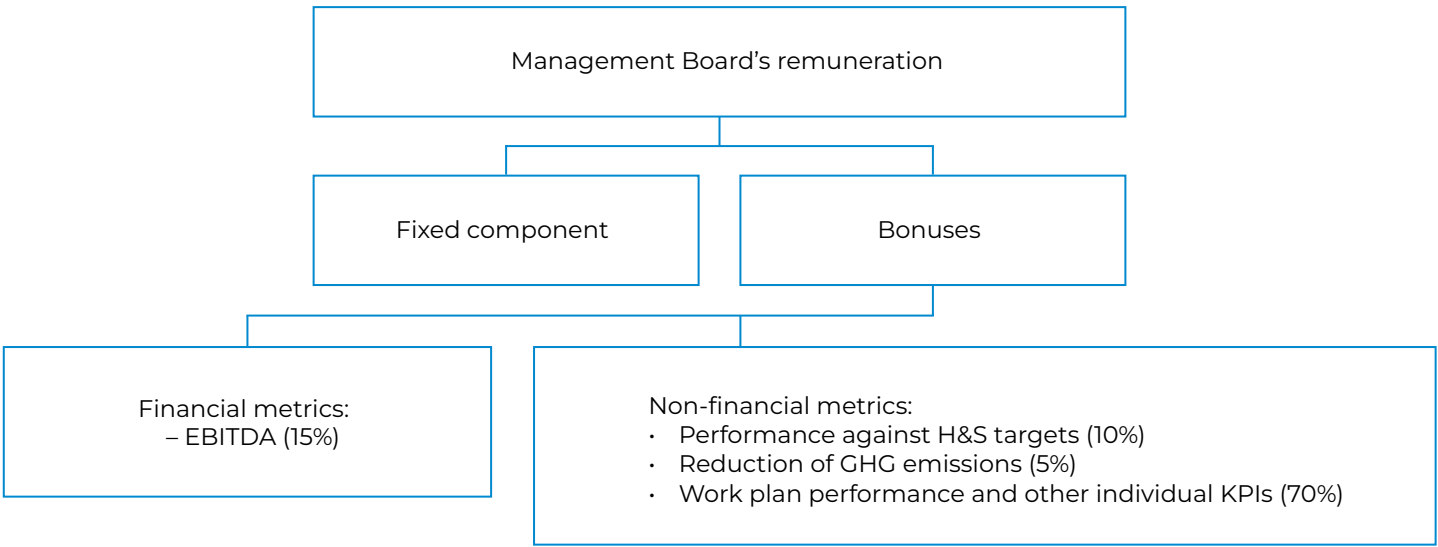 Management Board’s remuneration
Fixed component
Bonuses
Financial metrics:
– EBITDA (15%)
Non-financial metrics:
• Performance against H&S targets (10%)
• Reduction of GHG emissions (5%)
• Work plan performance and other individual KPIs (70%)